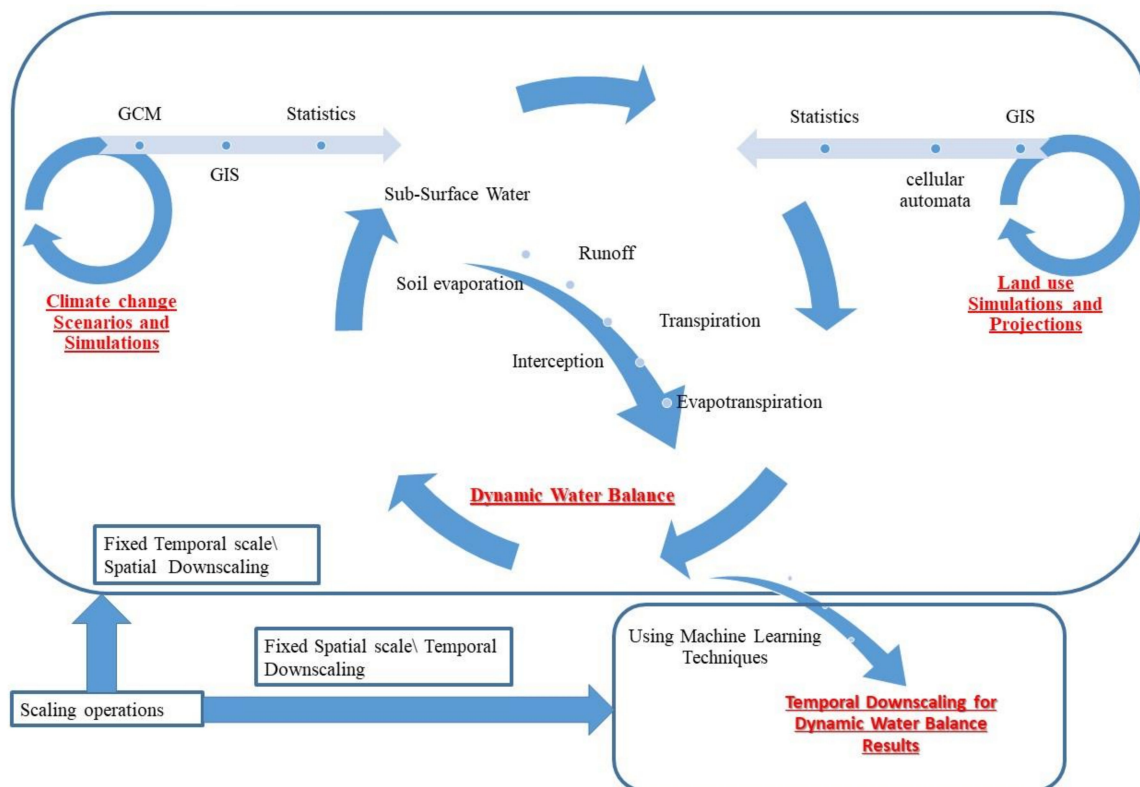 GCM
Statistics
GIS
Statistics
GIS
cellular
automata
Sub-Surface Water
Runoff
Soil evaporation
Transpiration
Interception
Evapotranspiration
Climate change
Scenarios and
Simulations
Land use
Simulations and
Projections
Dynamic Water Balance
Fixed Temporal scale\
Spatial Downscaling
Fixed Spatial scale\ Temporal
Downscaling
Scaling operations
Using Machine Learning
Techniques
Temporal Downscaling for
Dynamic Water Balance
Results